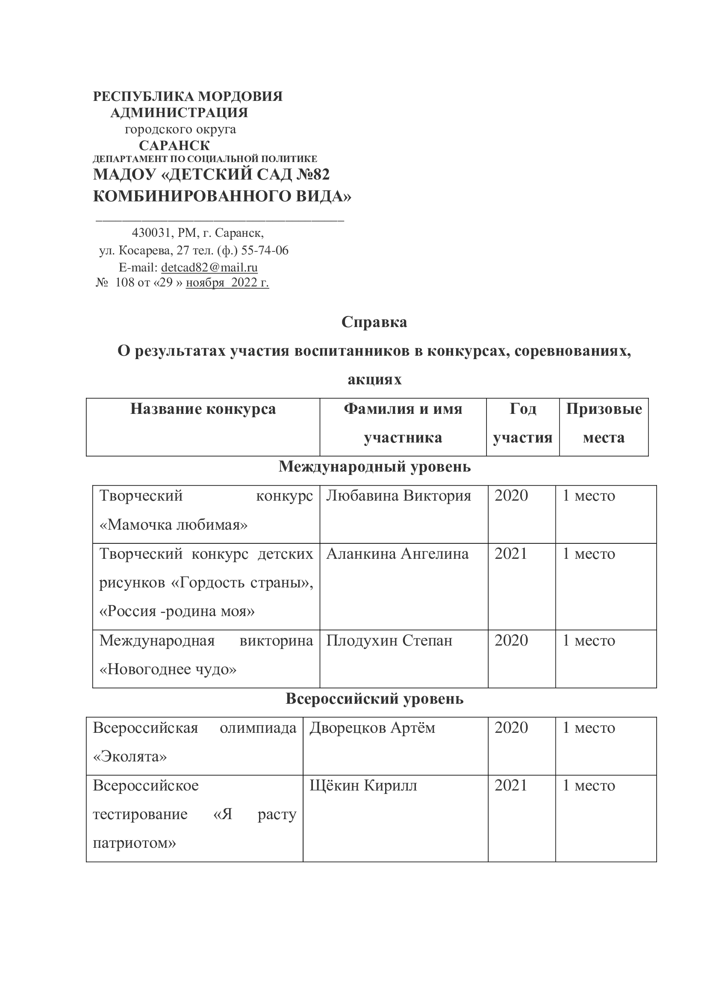 РЕСПУБЛИКА МОРДОВИЯ
АДМИНИСТРАЦИЯ
городского округа
САРАНСК
ДЕПАРТАМЕНТ ПО СОЦИАЛЬНОЙ ПОЛИТИКЕ
МАДОУ «ДЕТСКИЙ САД №82
КОМБИНИРОВАННОГО ВИДА»
______________________________________
430031, РМ, г. Саранск,
ул. Косарева, 27 тел. (ф.) 55-74-06
E-mail: detcad82@mail.ru
№ 108 от «29 » ноября 2022 г.
Справка
О результатах участия воспитанников в конкурсах, соревнованиях,
акциях
Название конкурса Фамилия и имя Год Призовые
участника участия места
Международный уровень
Творческий конкурс Любавина Виктория 2020 1 место
«Мамочка любимая»
Творческий конкурс детских Аланкина Ангелина 2021 1 место
рисунков «Гордость страны»,
«Россия -родина моя»
Международная викторина Плодухин Степан 2020 1 место
«Новогоднее чудо»
Всероссийский уровень
Всероссийская олимпиада Дворецков Артём 2020 1 место
«Эколята»
Всероссийское Щёкин Кирилл 2021 1 место
тестирование «Я расту
патриотом»